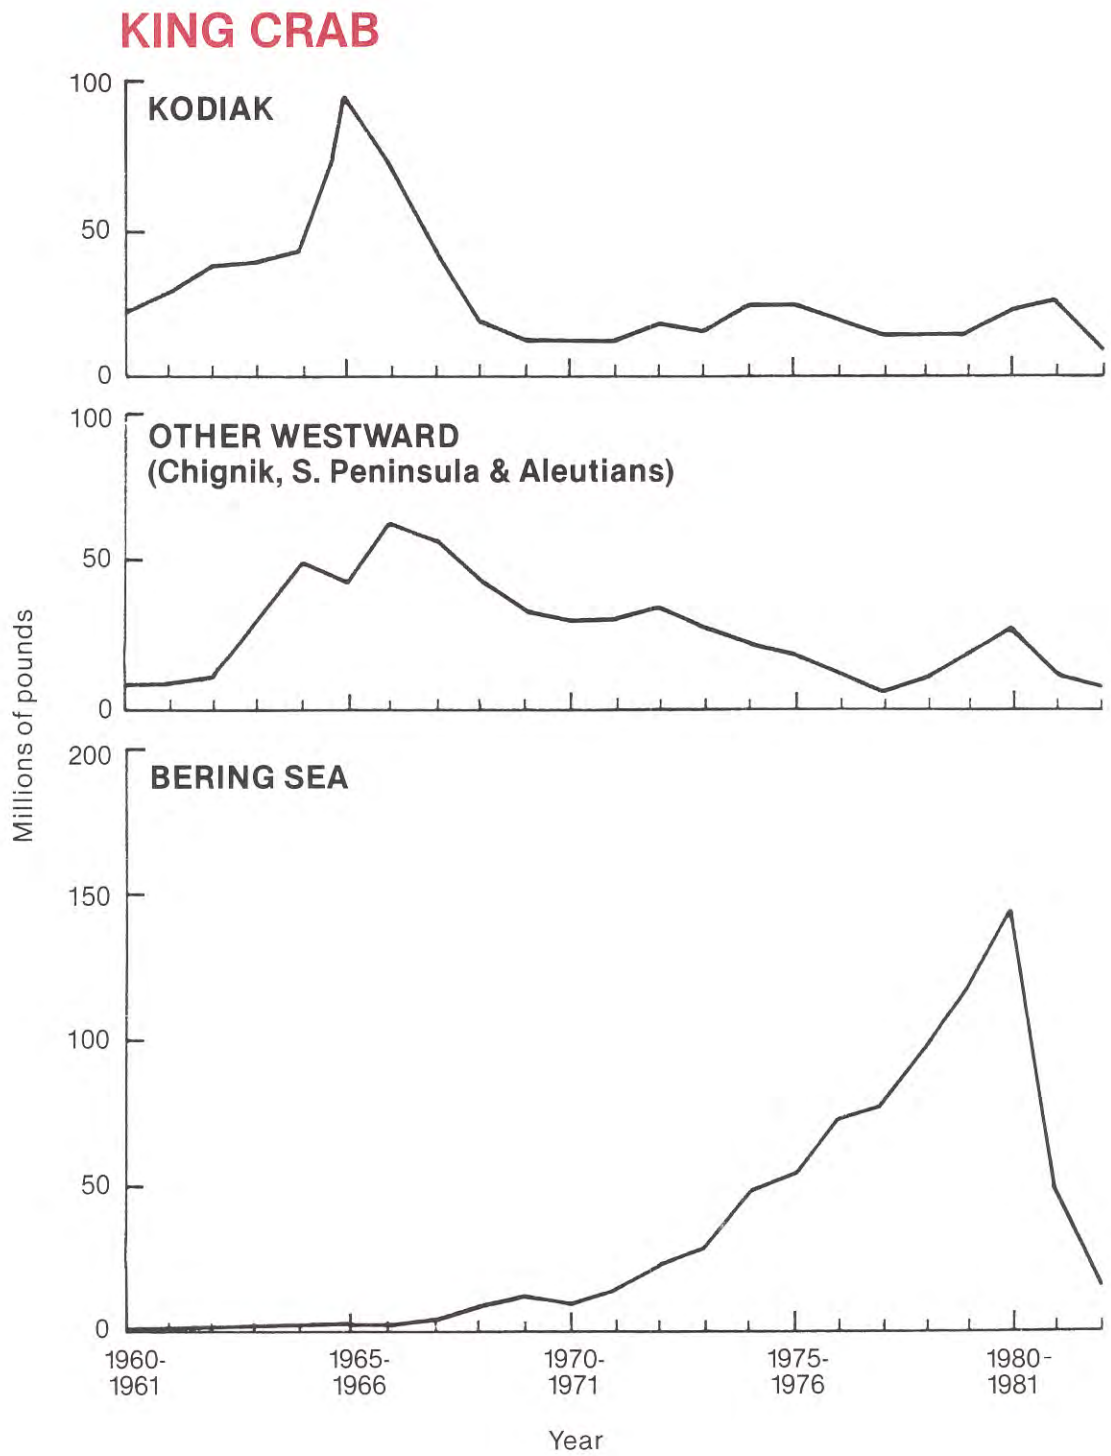 KING CRAB
100
KODIAK
50
0
100
OTHER WESTWARD
(Chignik, S. Peninsula & Aleutians)
50
0
Millions of pounds
200
BERING SEA
150
100
50
0
1960- 1965- 1970- 1975- 1980-
1961 1966 1971 1976 1981
Year